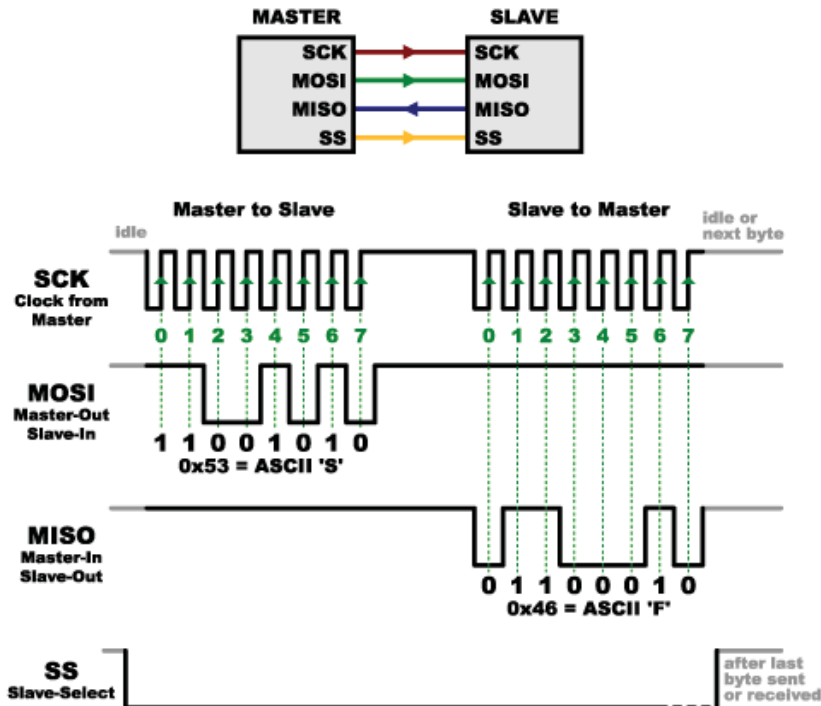 MASTER SLAVE
SCK SCK
MOSI MOSI
MISO MISO
SS SS
Master to Slave Slave to Master
idle
idle or
next byte
SCK
Clock from
Master
0 1 2 3 4 5 6 7 0 1 2 3 4 5 6 7
MOSI
Master-Out
Slave-In
1 1 0 0 1 0 1 0
0x53 = ASCII 'S'
MISO
Master-In
Slave-Out
0 1 1 0 0 0 1 0
0x46 = ASCII 'F'
SS
Slave-Select
after last
byte sent
or received